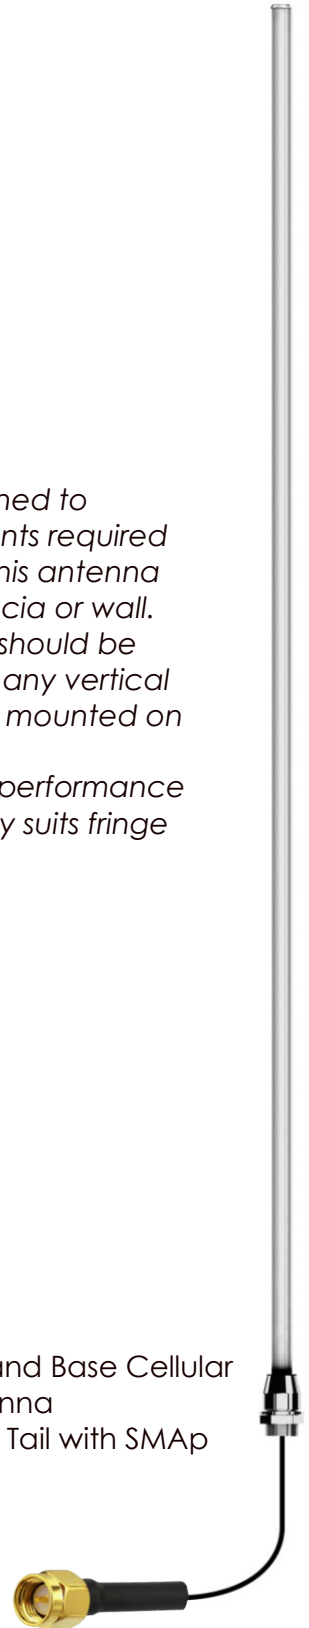 ned to
nts required
his antenna
cia or wall.
should be
any vertical
mounted on
performance
y suits fringe
and Base Cellular
nna
Tail with SMAp